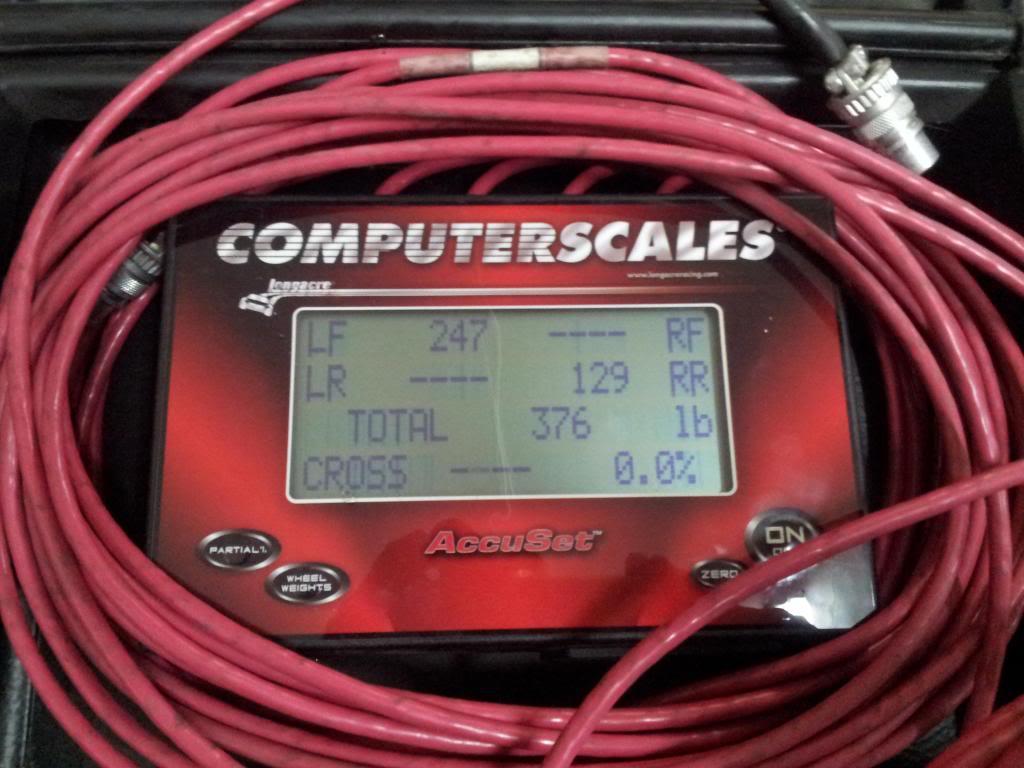 COMPUTERSCALES
longacre
www.longacreracing.com
LF 247 ---- RF
LR ---- 129 RR
TOTAL 376 lb
CROSS ---- 0.0%
AccuSet™
PARTIAL%
WHEEL
WEIGHTS
ON
ZERO